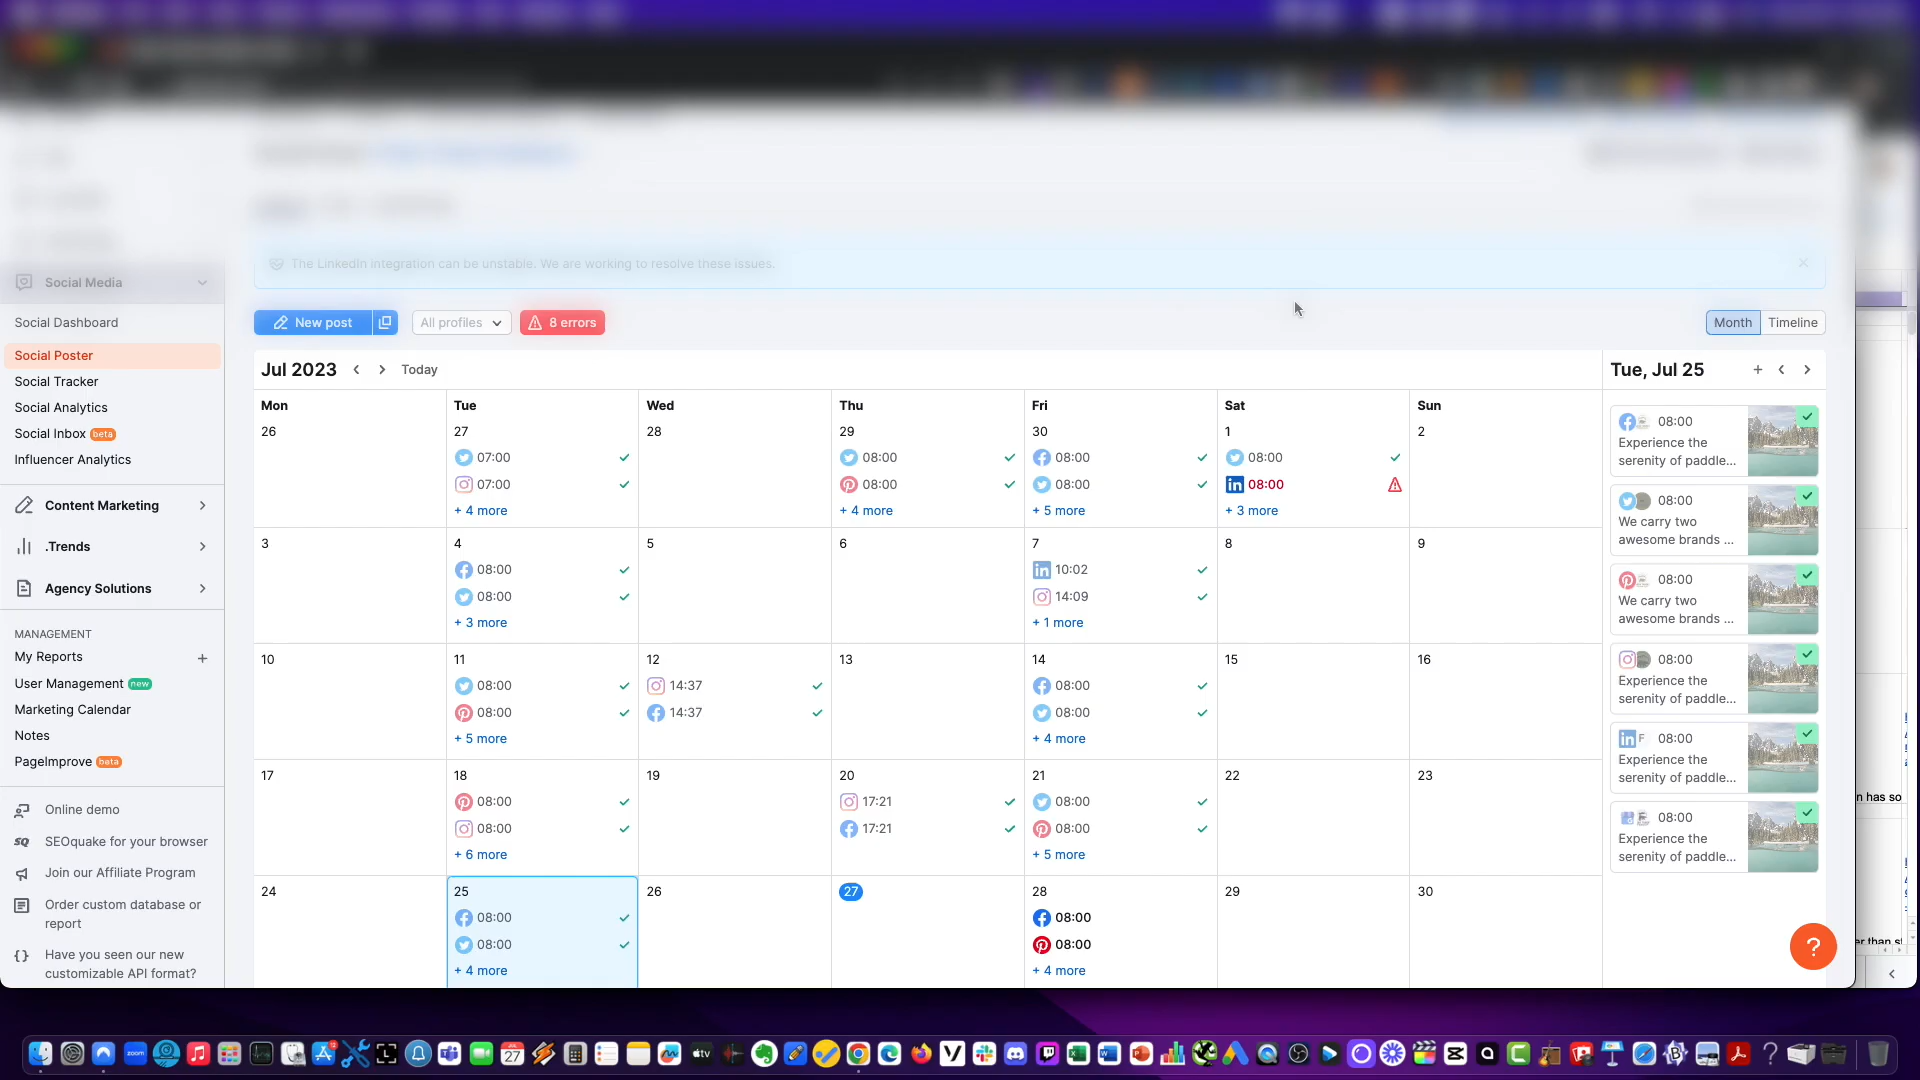 The LinkedIn integration can be unstable. We are working to resolve these issues.
Social Media
Social Dashboard
Social Poster
Social Tracker
Social Analytics
Social Inbox beta
Influencer Analytics
Content Marketing
.Trends
Agency Solutions
MANAGEMENT
My Reports +
User Management new
Marketing Calendar
Notes
PageImprove beta
Online demo
SEOquake for your browser
Join our Affiliate Program
Order custom database or
report
Have you seen our new
customizable API format?
New post All profiles 8 errors Month Timeline
Jul 2023 < > Today
Mon Tue Wed Thu Fri Sat Sun
26 27 28 29 30 1 2
07:00 08:00 08:00 08:00
07:00 08:00 08:00 in 08:00
+ 4 more + 4 more + 5 more + 3 more
3 4 5 6 7 8 9
08:00 in 10:02
08:00 14:09
+ 3 more + 1 more
10 11 12 13 14 15 16
08:00 14:37 08:00
08:00 14:37 08:00
+ 5 more + 4 more
17 18 19 20 21 22 23
08:00 17:21 08:00
08:00 17:21 08:00
+ 6 more + 5 more
24 25 26 27 28 29 30
08:00 08:00
08:00 08:00
+ 4 more + 4 more
Tue, Jul 25 + < >
08:00
Experience the
serenity of paddle...
08:00
We carry two
awesome brands ...
08:00
We carry two
awesome brands ...
08:00
Experience the
serenity of paddle...
in F 08:00
Experience the
serenity of paddle...
08:00
Experience the
serenity of paddle...
?
n has so
er than s
zoom
tv
JUL
27